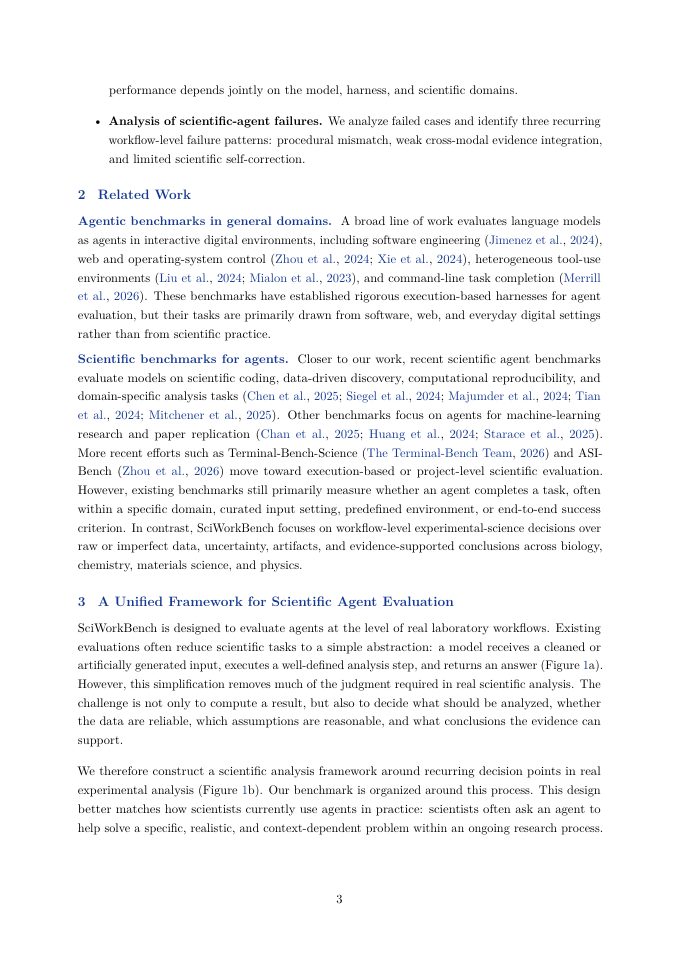 performance depends jointly on the model, harness, and scientific domains.
• Analysis of scientific-agent failures. We analyze failed cases and identify three recurring
workflow-level failure patterns: procedural mismatch, weak cross-modal evidence integration,
and limited scientific self-correction.
2 Related Work
Agentic benchmarks in general domains. A broad line of work evaluates language models
as agents in interactive digital environments, including software engineering (Jimenez et al., 2024),
web and operating-system control (Zhou et al., 2024; Xie et al., 2024), heterogeneous tool-use
environments (Liu et al., 2024; Mialon et al., 2023), and command-line task completion (Merrill
et al., 2026). These benchmarks have established rigorous execution-based harnesses for agent
evaluation, but their tasks are primarily drawn from software, web, and everyday digital settings
rather than from scientific practice.
Scientific benchmarks for agents. Closer to our work, recent scientific agent benchmarks
evaluate models on scientific coding, data-driven discovery, computational reproducibility, and
domain-specific analysis tasks (Chen et al., 2025; Siegel et al., 2024; Majumder et al., 2024; Tian
et al., 2024; Mitchener et al., 2025). Other benchmarks focus on agents for machine-learning
research and paper replication (Chan et al., 2025; Huang et al., 2024; Starace et al., 2025).
More recent efforts such as Terminal-Bench-Science (The Terminal-Bench Team, 2026) and ASI-
Bench (Zhou et al., 2026) move toward execution-based or project-level scientific evaluation.
However, existing benchmarks still primarily measure whether an agent completes a task, often
within a specific domain, curated input setting, predefined environment, or end-to-end success
criterion. In contrast, SciWorkBench focuses on workflow-level experimental-science decisions over
raw or imperfect data, uncertainty, artifacts, and evidence-supported conclusions across biology,
chemistry, materials science, and physics.
3 A Unified Framework for Scientific Agent Evaluation
SciWorkBench is designed to evaluate agents at the level of real laboratory workflows. Existing
evaluations often reduce scientific tasks to a simple abstraction: a model receives a cleaned or
artificially generated input, executes a well-defined analysis step, and returns an answer (Figure 1a).
However, this simplification removes much of the judgment required in real scientific analysis. The
challenge is not only to compute a result, but also to decide what should be analyzed, whether
the data are reliable, which assumptions are reasonable, and what conclusions the evidence can
support.
We therefore construct a scientific analysis framework around recurring decision points in real
experimental analysis (Figure 1b). Our benchmark is organized around this process. This design
better matches how scientists currently use agents in practice: scientists often ask an agent to
help solve a specific, realistic, and context-dependent problem within an ongoing research process.
3